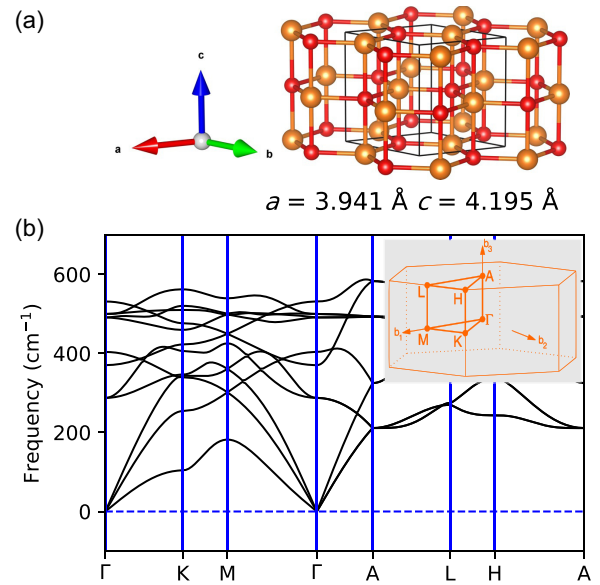 (a)
c
a
b
a = 3.941 Å c = 4.195 Å
(b)
Frequency (cm⁻¹)
600
400
200
0
Γ K M Γ A L H A
b₃
A
L
H
Γ
b₁
M
K
b₂